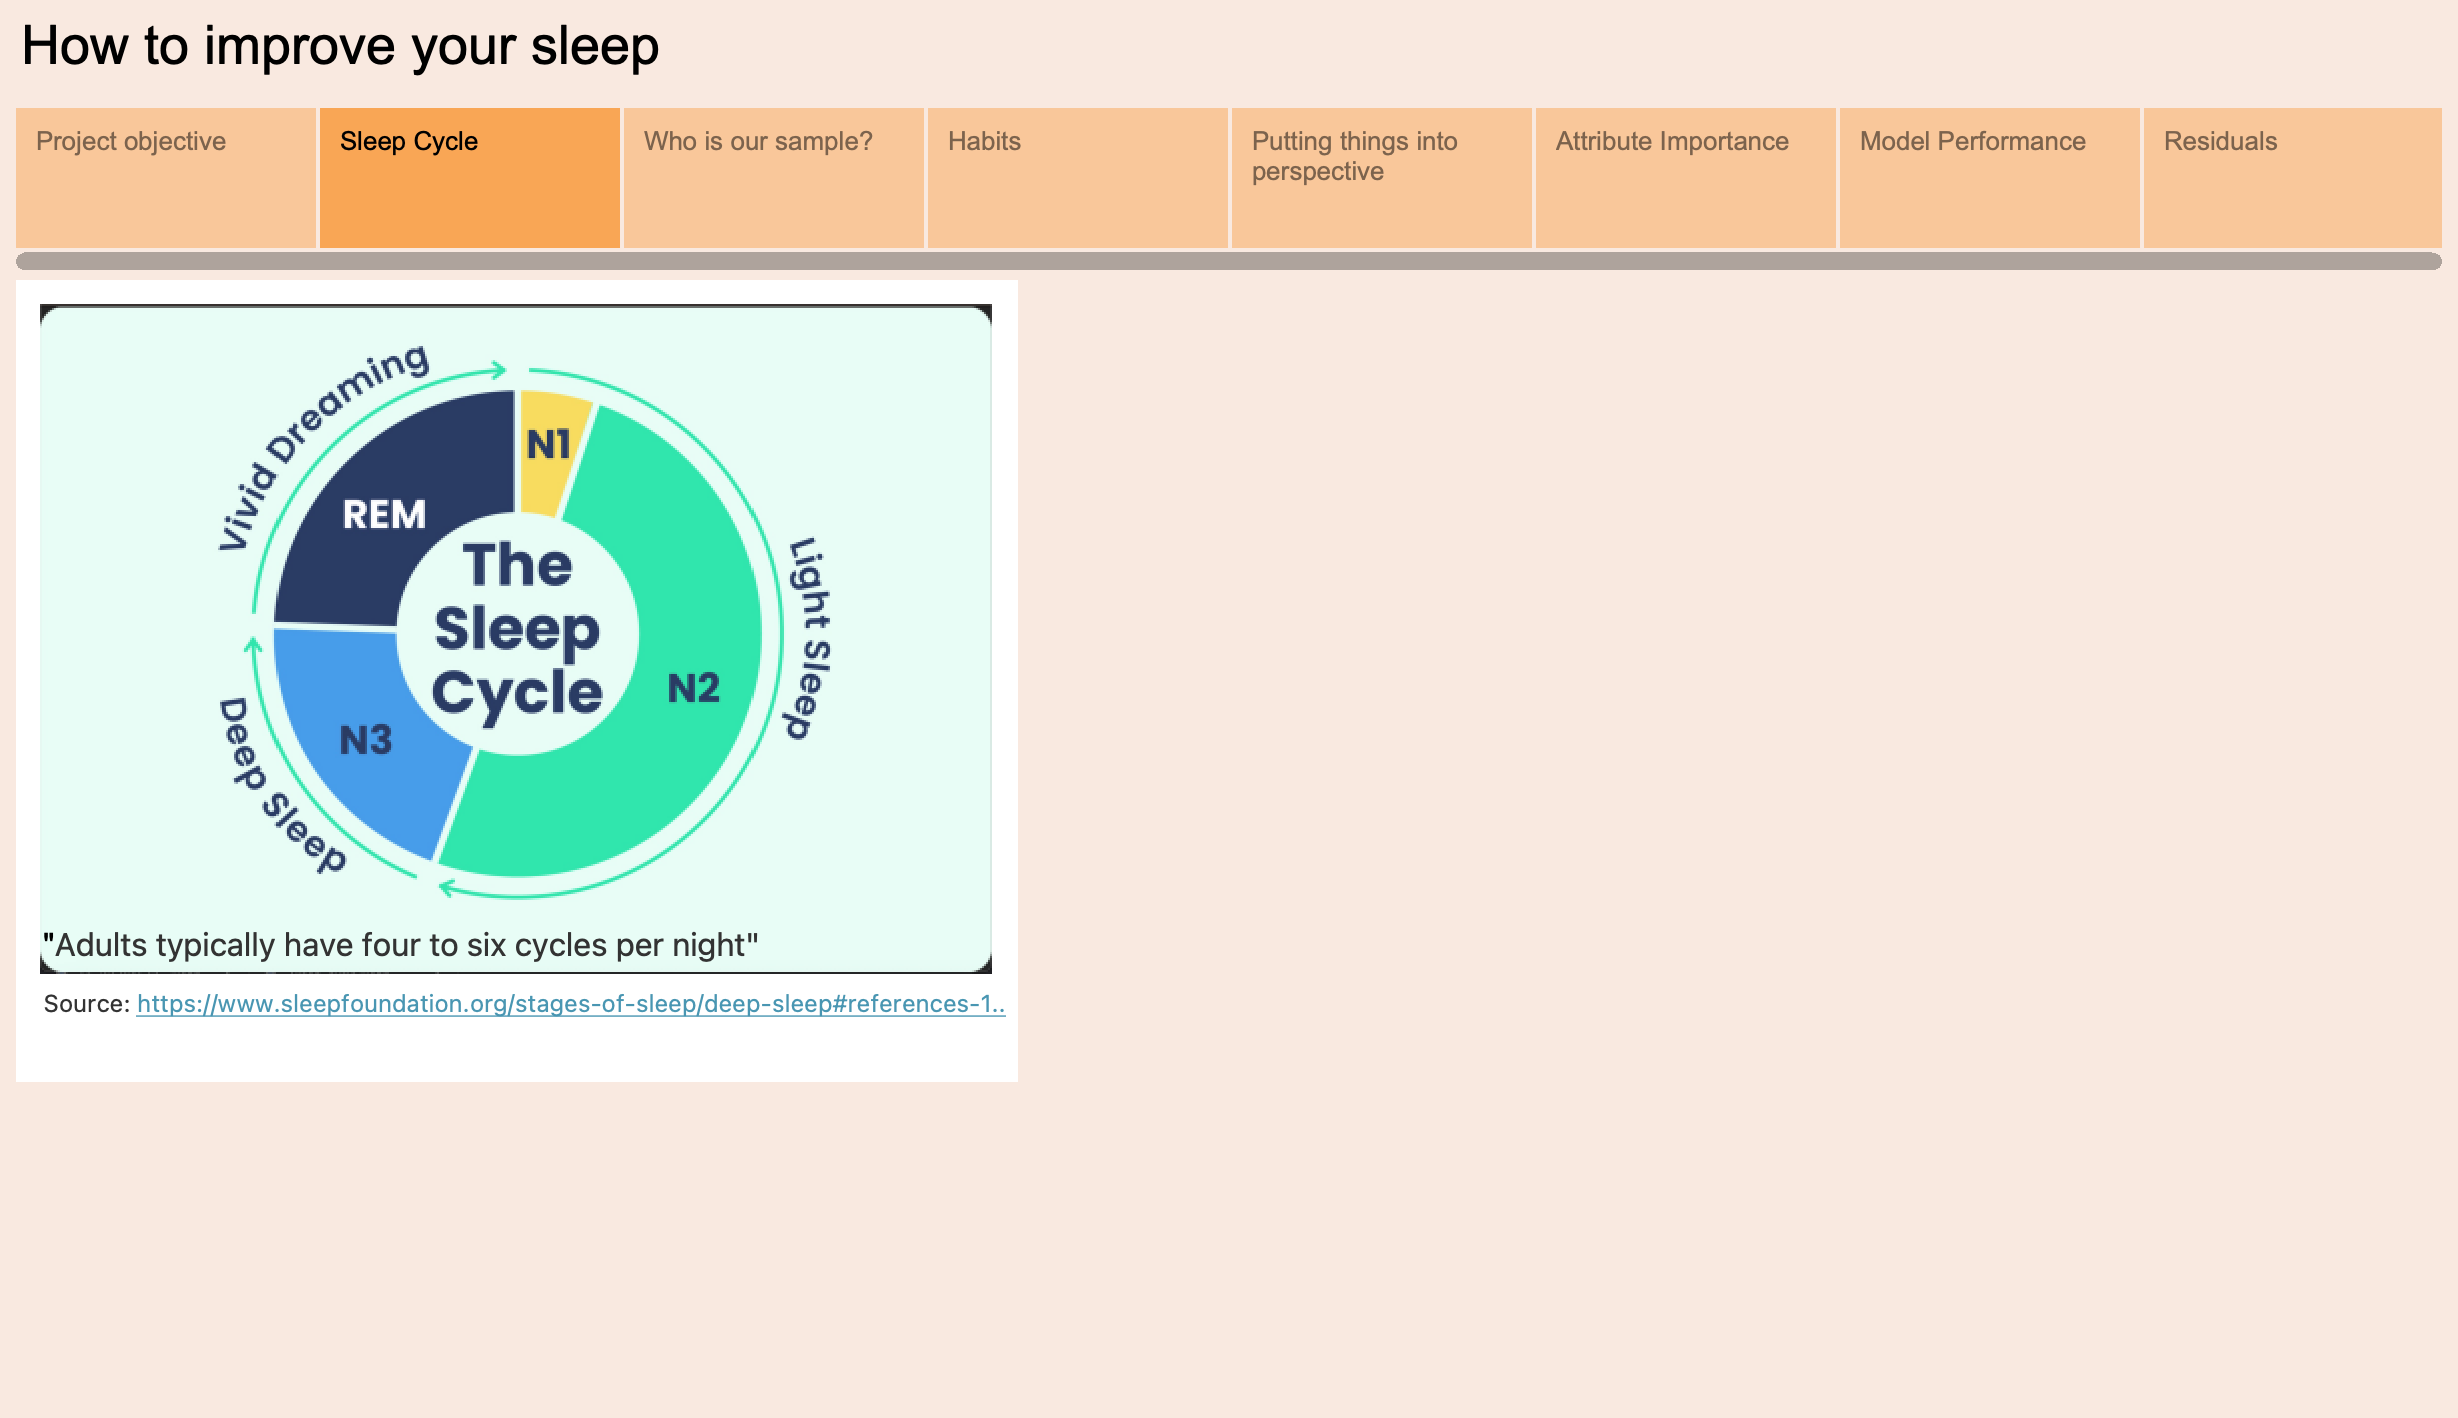 How to improve your sleep
Project objective
Sleep Cycle
Who is our sample?
Habits
Putting things into
perspective
Attribute Importance
Model Performance
Residuals
Vivid Dreaming
N1
REM
The
Sleep
Cycle
Light Sleep
N2
N3
Deep Sleep
"Adults typically have four to six cycles per night"
Source: https://www.sleepfoundation.org/stages-of-sleep/deep-sleep#references-1..